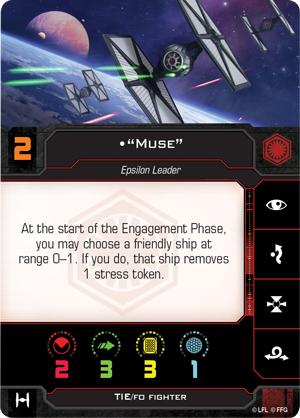 2
•“Muse”
Epsilon Leader
At the start of the Engagement Phase,
you may choose a friendly ship at
range 0–1. If you do, that ship removes
1 stress token.
2 3 3 1
TIE/fo Fighter
©LFL ©FFG